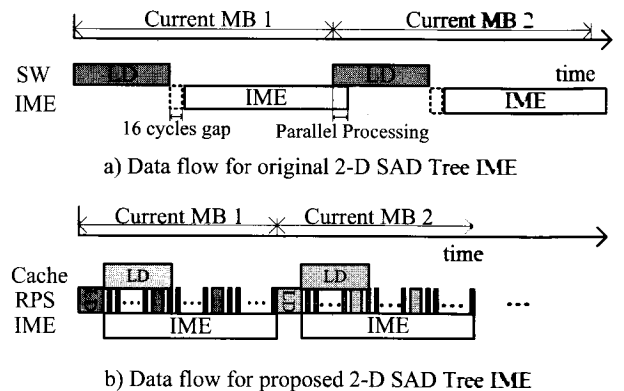 Current MB 1 Current MB 2
SW LD LD time
IME IME IME
16 cycles gap Parallel Processing
a) Data flow for original 2-D SAD Tree IME
Current MB 1 Current MB 2
time
Cache LD LD
RPS LD ... ... ... LD ... ... ... ...
IME IME IME
b) Data flow for proposed 2-D SAD Tree IME